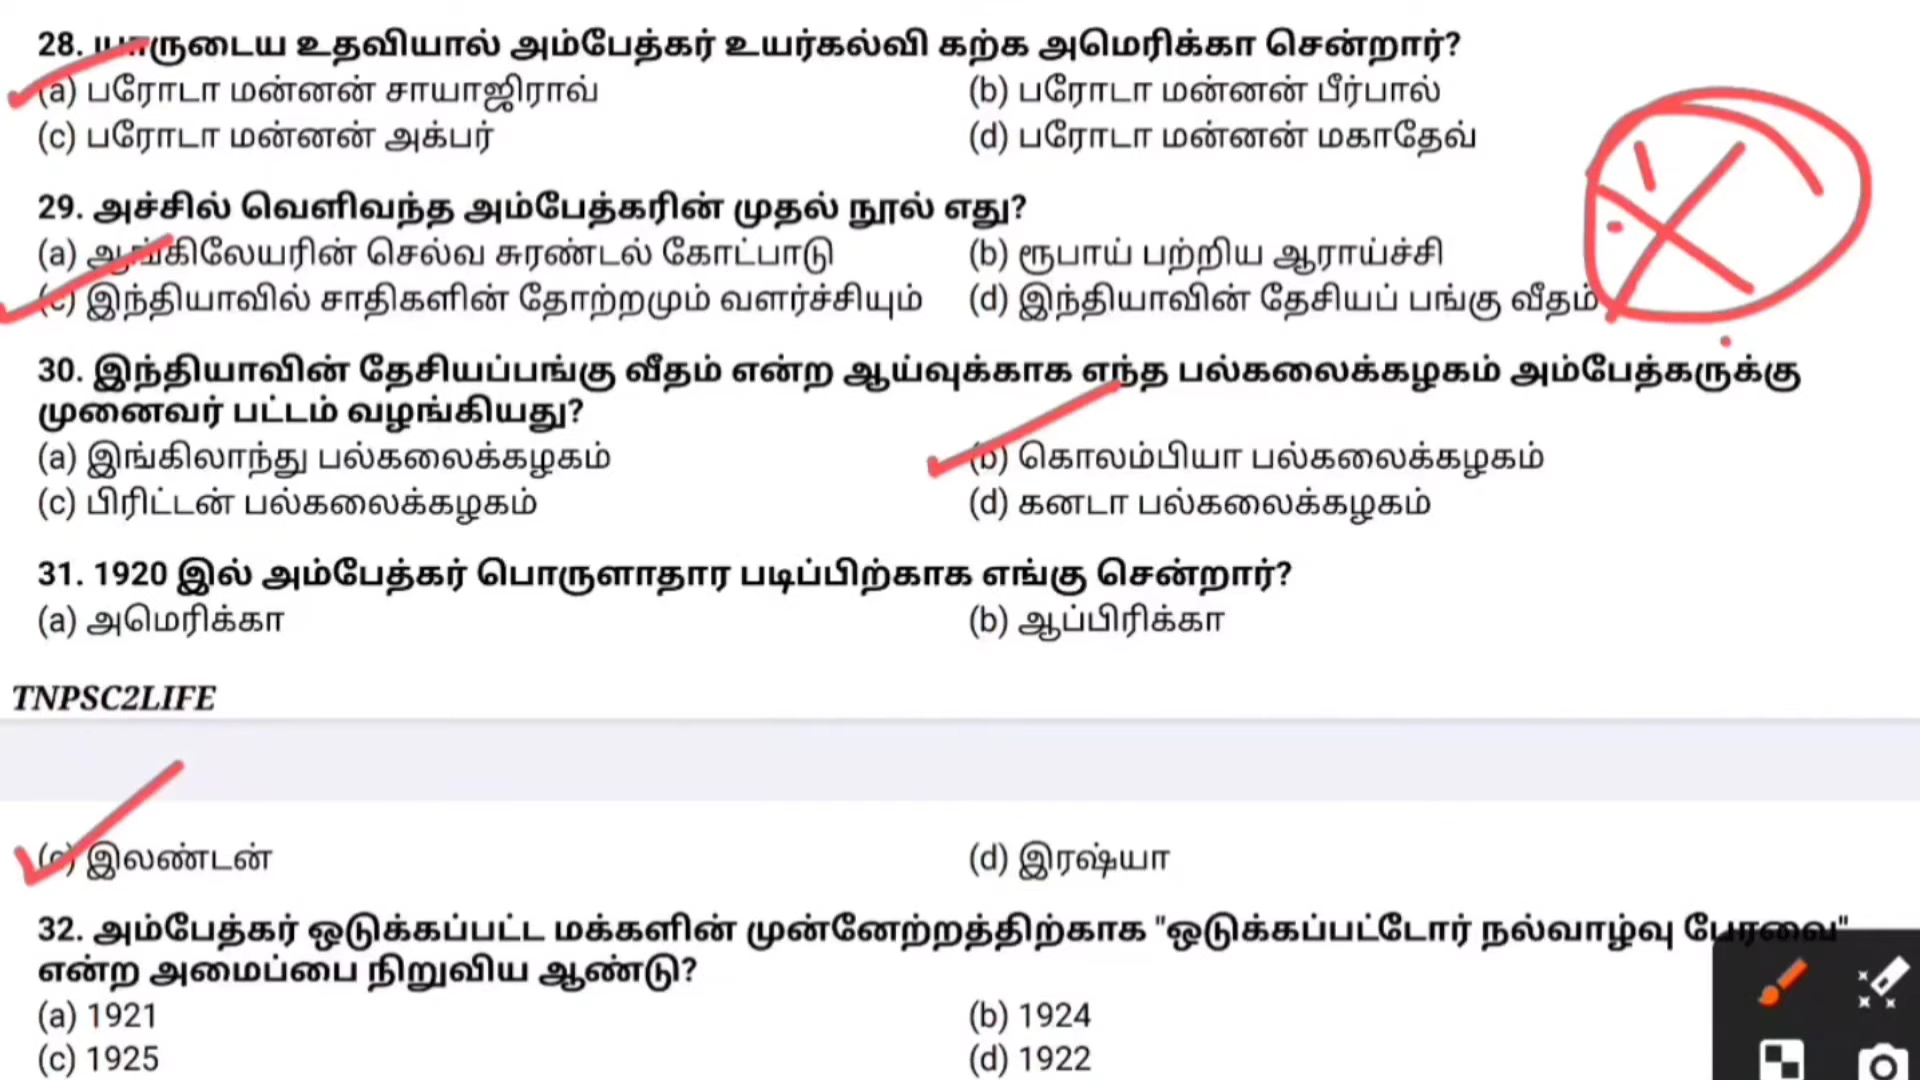 28. யாருடைய உதவியால் அம்பேத்கர் உயர்கல்வி கற்க அமெரிக்கா சென்றார்?
(a) பரோடா மன்னன் சாயாஜிராவ் (b) பரோடா மன்னன் பீர்பால்
(c) பரோடா மன்னன் அக்பர் (d) பரோடா மன்னன் மகாதேவ்
29. அச்சில் வெளிவந்த அம்பேத்கரின் முதல் நூல் எது?
(a) ஆங்கிலேயரின் செல்வ சுரண்டல் கோட்பாடு (b) ரூபாய் பற்றிய ஆராய்ச்சி
(c) இந்தியாவில் சாதிகளின் தோற்றமும் வளர்ச்சியும் (d) இந்தியாவின் தேசியப் பங்கு வீதம்
30. இந்தியாவின் தேசியப்பங்கு வீதம் என்ற ஆய்வுக்காக எந்த பல்கலைக்கழகம் அம்பேத்கருக்கு
முனைவர் பட்டம் வழங்கியது?
(a) இங்கிலாந்து பல்கலைக்கழகம் (b) கொலம்பியா பல்கலைக்கழகம்
(c) பிரிட்டன் பல்கலைக்கழகம் (d) கனடா பல்கலைக்கழகம்
31. 1920 இல் அம்பேத்கர் பொருளாதார படிப்பிற்காக எங்கு சென்றார்?
(a) அமெரிக்கா (b) ஆப்பிரிக்கா
TNPSC2LIFE
(c) இலண்டன் (d) இரஷ்யா
32. அம்பேத்கர் ஒடுக்கப்பட்ட மக்களின் முன்னேற்றத்திற்காக "ஒடுக்கப்பட்டோர் நல்வாழ்வு பேரவை"
என்ற அமைப்பை நிறுவிய ஆண்டு?
(a) 1921 (b) 1924
(c) 1925 (d) 1922